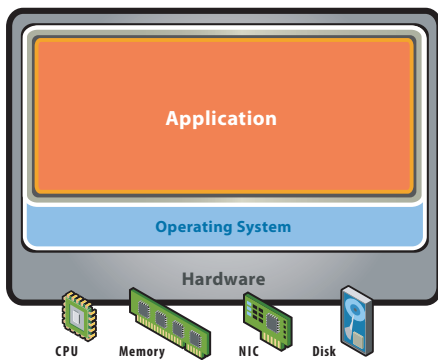 Application
Operating System
Hardware
CPU Memory NIC Disk